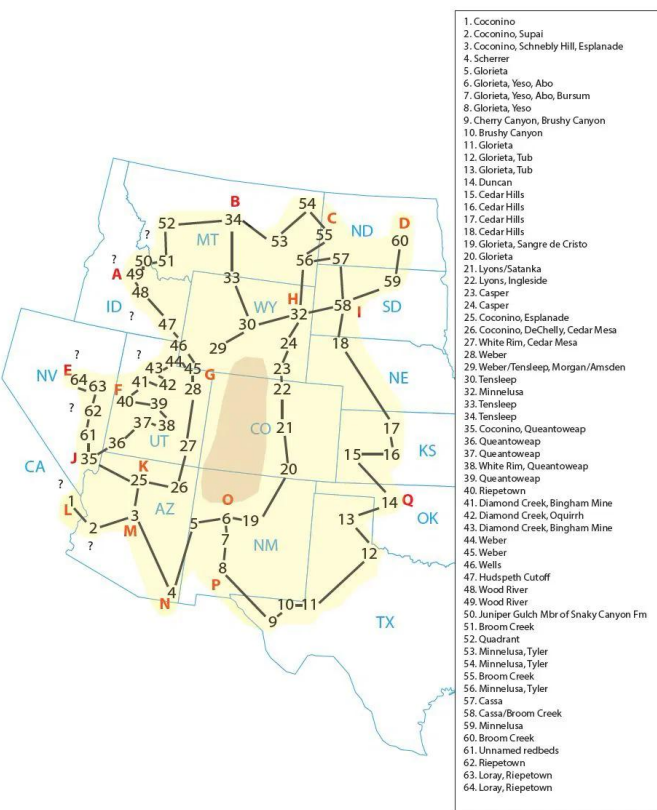 B
54
52
34
C
D
?
MT
53
55
ND
60
?
50
51
56
57
A
49
33
59
48
H
WY
58
SD
ID
?
47
30
32
I
46
29
24
18
?
?
44
43
45
G
23
E
NV
64
63
F
41
42
28
22
NE
?
62
40
39
37
38
CO
21
17
61
36
UT
27
KS
J
35
15
16
CA
K
20
?
25
26
L
1
O
14
Q
3
AZ
5
6
19
13
OK
2
M
NM
?
7
12
8
N
4
P
10
11
9
TX
1. Coconino
2. Coconino, Supai
3. Coconino, Schnebly Hill, Esplanade
4. Scherrer
5. Glorieta
6. Glorieta, Yeso, Abo
7. Glorieta, Yeso, Abo, Bursum
8. Glorieta, Yeso
9. Cherry Canyon, Brushy Canyon
10. Brushy Canyon
11. Glorieta
12. Glorieta, Tub
13. Glorieta, Tub
14. Duncan
15. Cedar Hills
16. Cedar Hills
17. Cedar Hills
18. Cedar Hills
19. Glorieta, Sangre de Cristo
20. Glorieta
21. Lyons/Satanka
22. Lyons, Ingleside
23. Casper
24. Casper
25. Coconino, Esplanade
26. Coconino, DeChelly, Cedar Mesa
27. White Rim, Cedar Mesa
28. Weber
29. Weber/Tensleep, Morgan/Amsden
30. Tensleep
32. Minnelusa
33. Tensleep
34. Tensleep
35. Coconino, Queantoweap
36. Queantoweap
37. Queantoweap
38. White Rim, Queantoweap
39. Queantoweap
40. Riepetown
41. Diamond Creek, Bingham Mine
42. Diamond Creek, Oquirrh
43. Diamond Creek, Bingham Mine
44. Weber
45. Weber
46. Wells
47. Hudspeth Cutoff
48. Wood River
49. Wood River
50. Juniper Gulch Mbr of Snaky Canyon Fm
51. Broom Creek
52. Quadrant
53. Minnelusa, Tyler
54. Minnelusa, Tyler
55. Broom Creek
56. Minnelusa, Tyler
57. Cassa
58. Cassa/Broom Creek
59. Minnelusa
60. Broom Creek
61. Unnamed redbeds
62. Riepetown
63. Loray, Riepetown
64. Loray, Riepetown